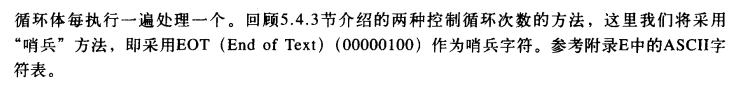 循环体每执行一遍处理一个。回顾5.4.3节介绍的两种控制循环次数的方法，这里我们将采用
“哨兵”方法，即采用EOT（End of Text）(00000100）作为哨兵字符。参考附录E中的ASCII字
符表。